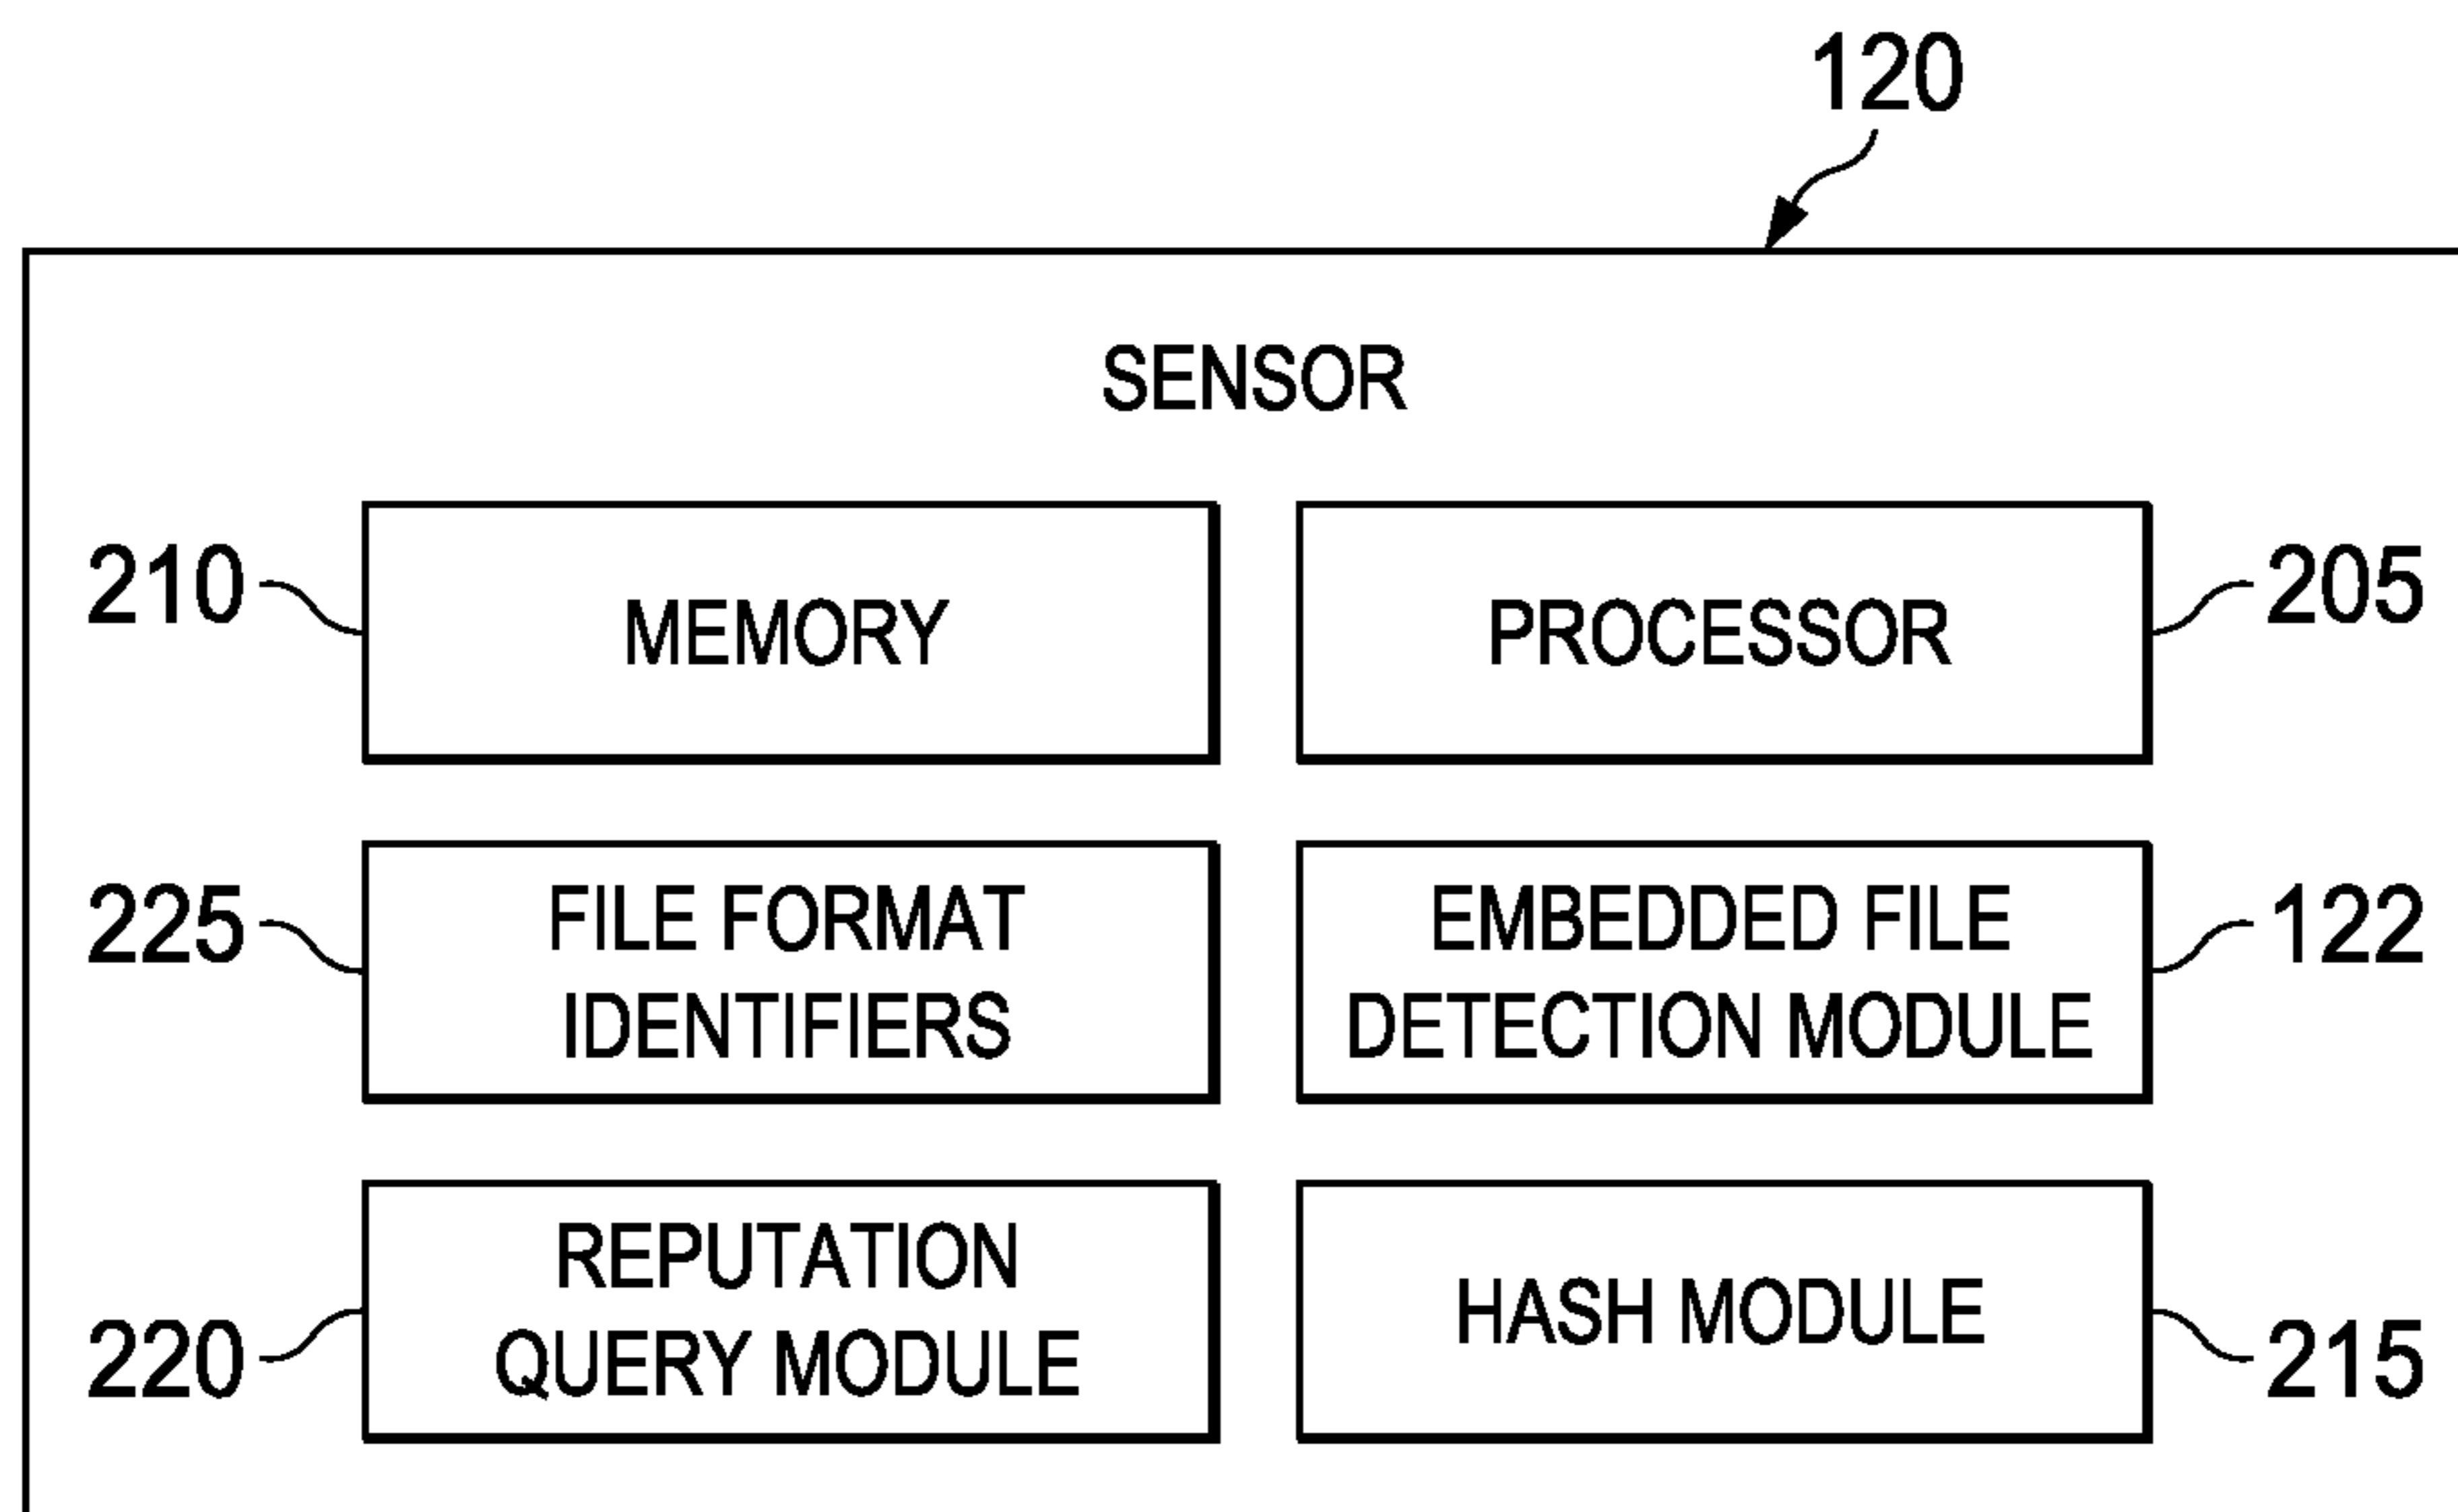 120
SENSOR
210
MEMORY
PROCESSOR
205
225
FILE FORMAT
IDENTIFIERS
EMBEDDED FILE
DETECTION MODULE
122
220
REPUTATION
QUERY MODULE
HASH MODULE
215